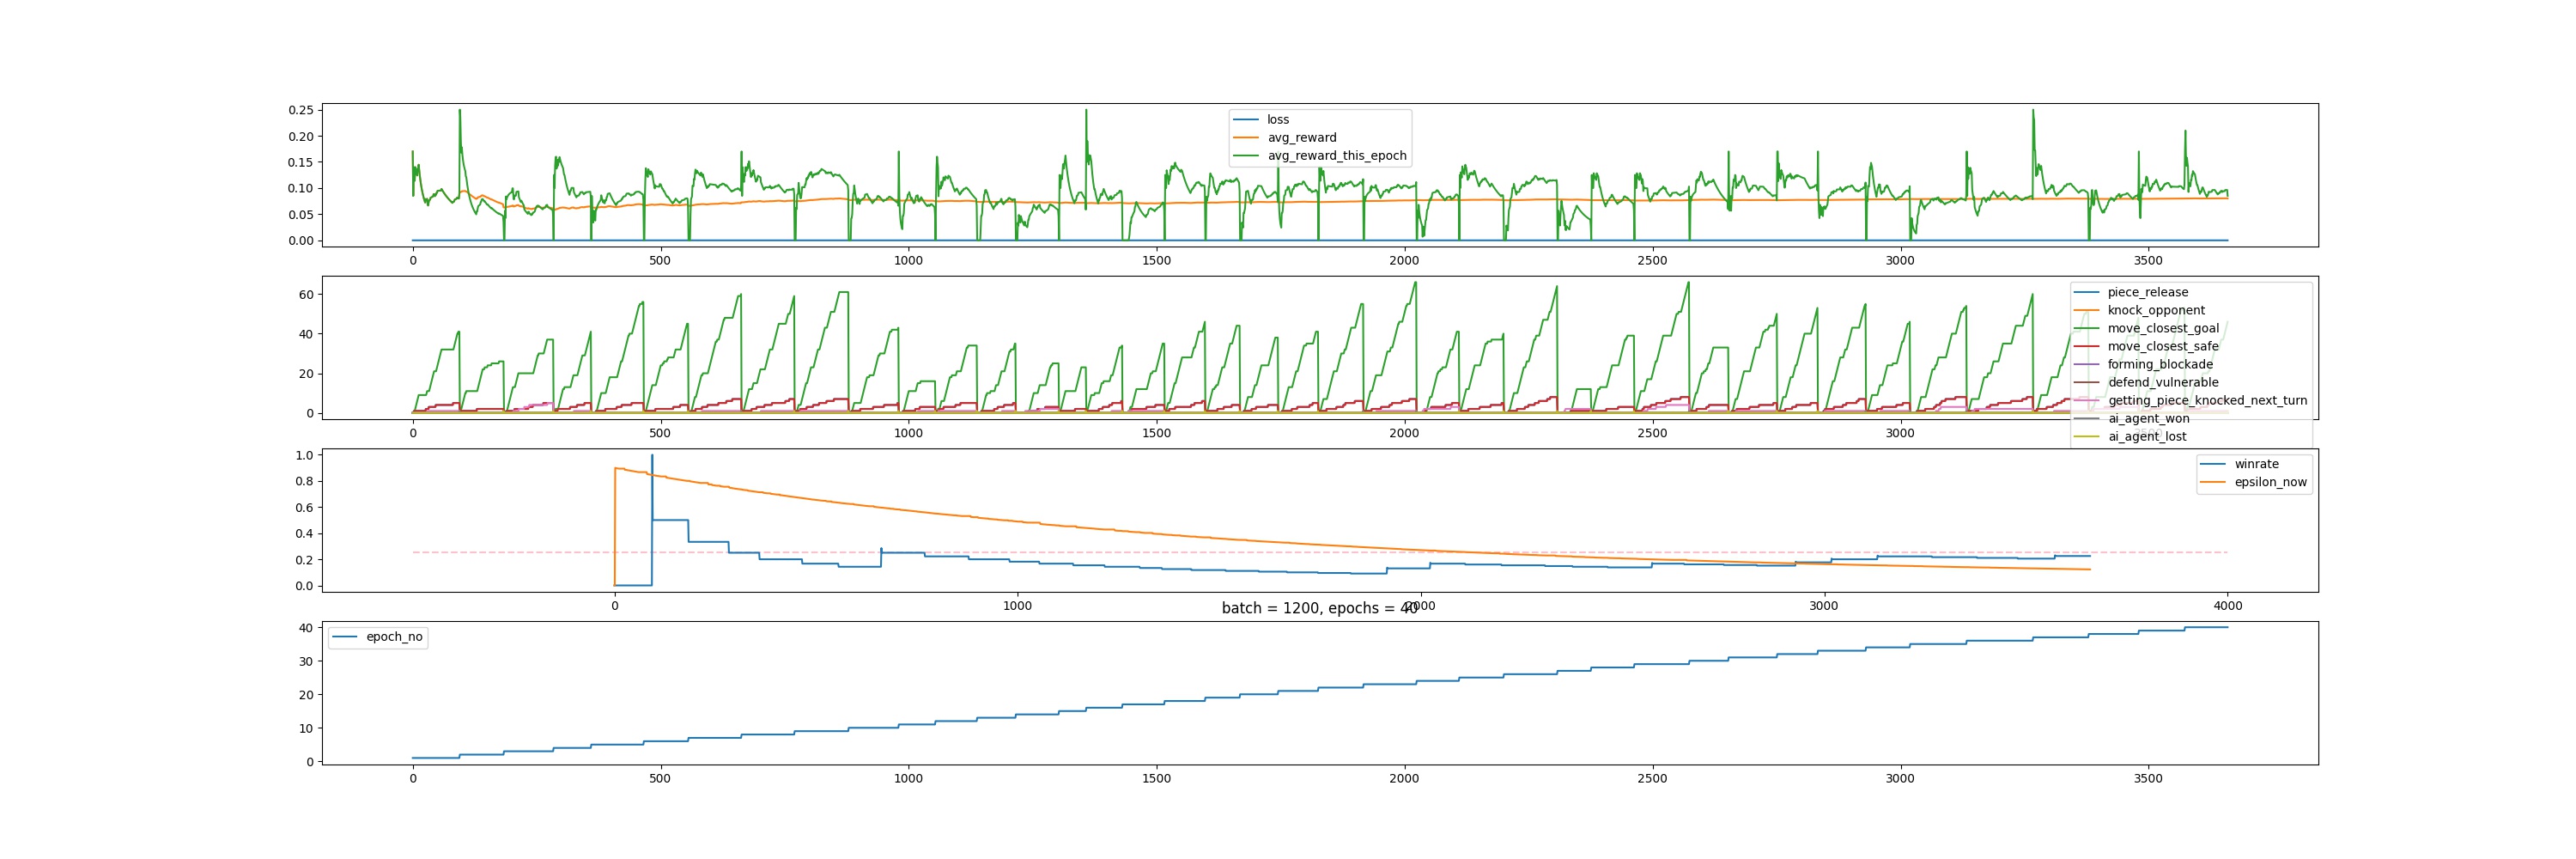 0.25
0.20
0.15
0.10
0.05
0.00
loss
avg_reward
avg_reward_this_epoch
0 500 1000 1500 2000 2500 3000 3500
60
40
20
0
piece_release
knock_opponent
move_closest_goal
move_closest_safe
forming_blockade
defend_vulnerable
getting_piece_knocked_next_turn
ai_agent_won
ai_agent_lost
0 500 1000 1500 2000 2500 3000 3500
1.0
0.8
0.6
0.4
0.2
0.0
winrate
epsilon_now
0 1000 2000 3000 4000
batch = 1200, epochs = 40
40
30
20
10
0
epoch_no
0 500 1000 1500 2000 2500 3000 3500